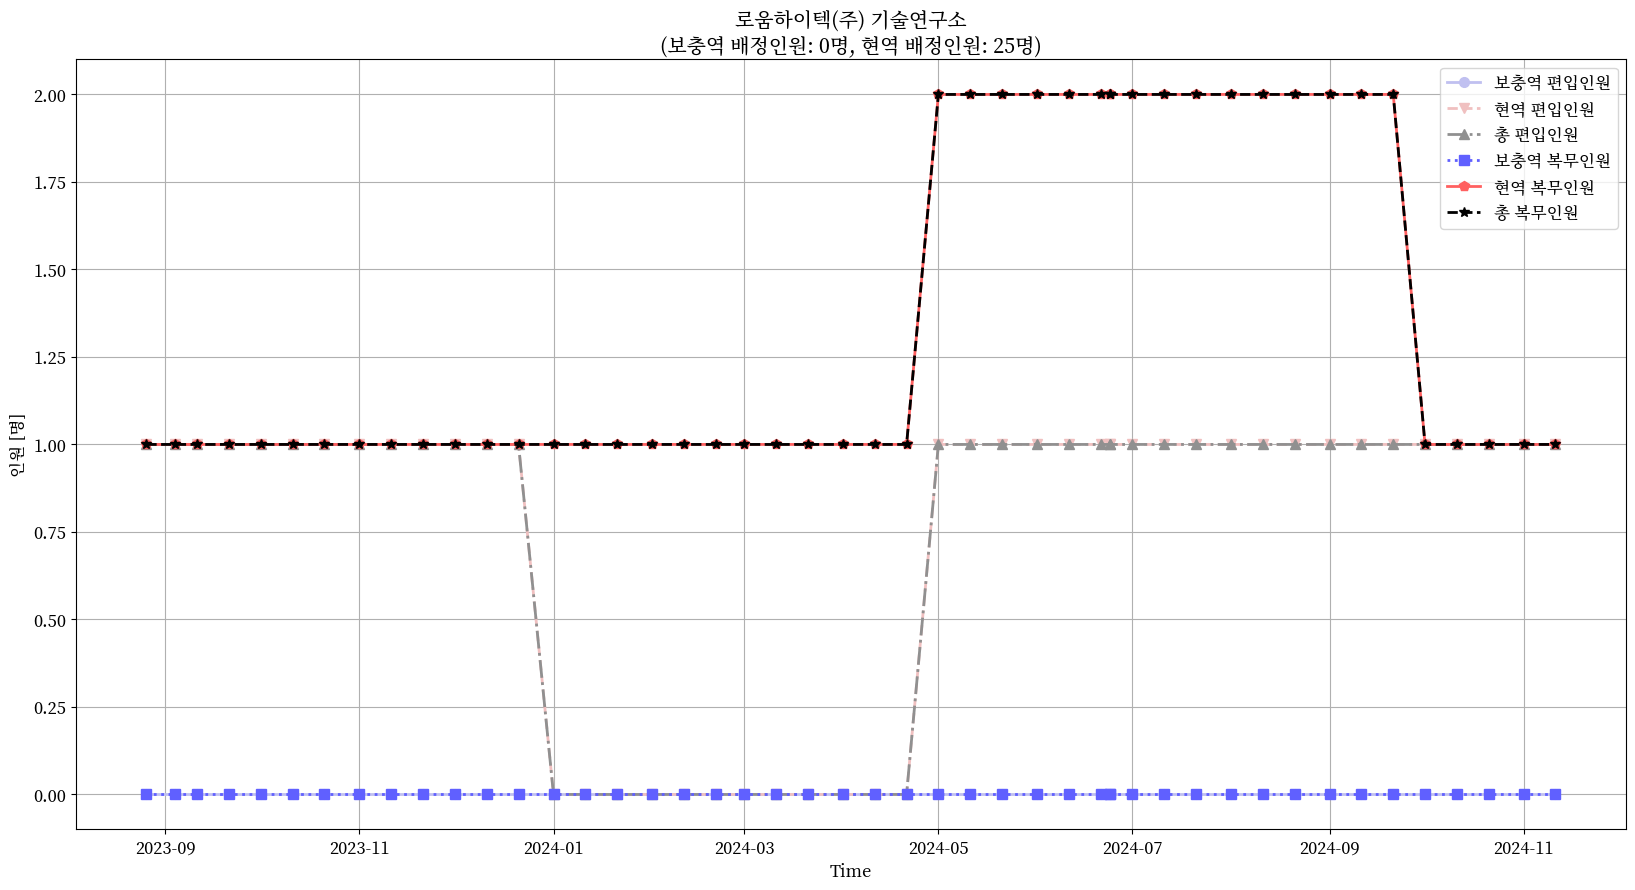 로움하이텍(주) 기술연구소
(보충역 배정인원: 0명, 현역 배정인원: 25명)
보충역 편입인원
현역 편입인원
총 편입인원
보충역 복무인원
현역 복무인원
총 복무인원
인원 [명]
2.00
1.75
1.50
1.25
1.00
0.75
0.50
0.25
0.00
2023-09 2023-11 2024-01 2024-03 2024-05 2024-07 2024-09 2024-11
Time